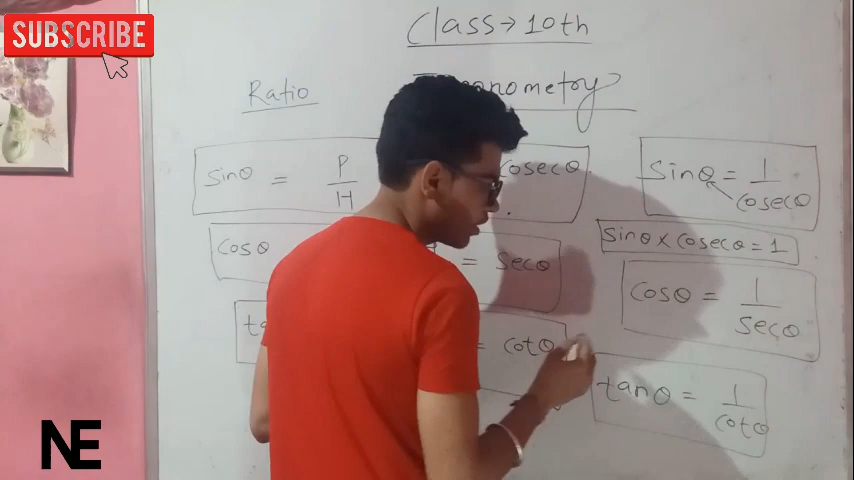 SUBSCRIBE
Class → 10th
Ratio
Sinθ = P/H
Cosecθ
Sinθ = 1/Cosecθ
Sinθ × Cosecθ = 1
Cosθ
= Secθ
Cosθ = 1/Secθ
= Cotθ
tanθ = 1/Cotθ
NE